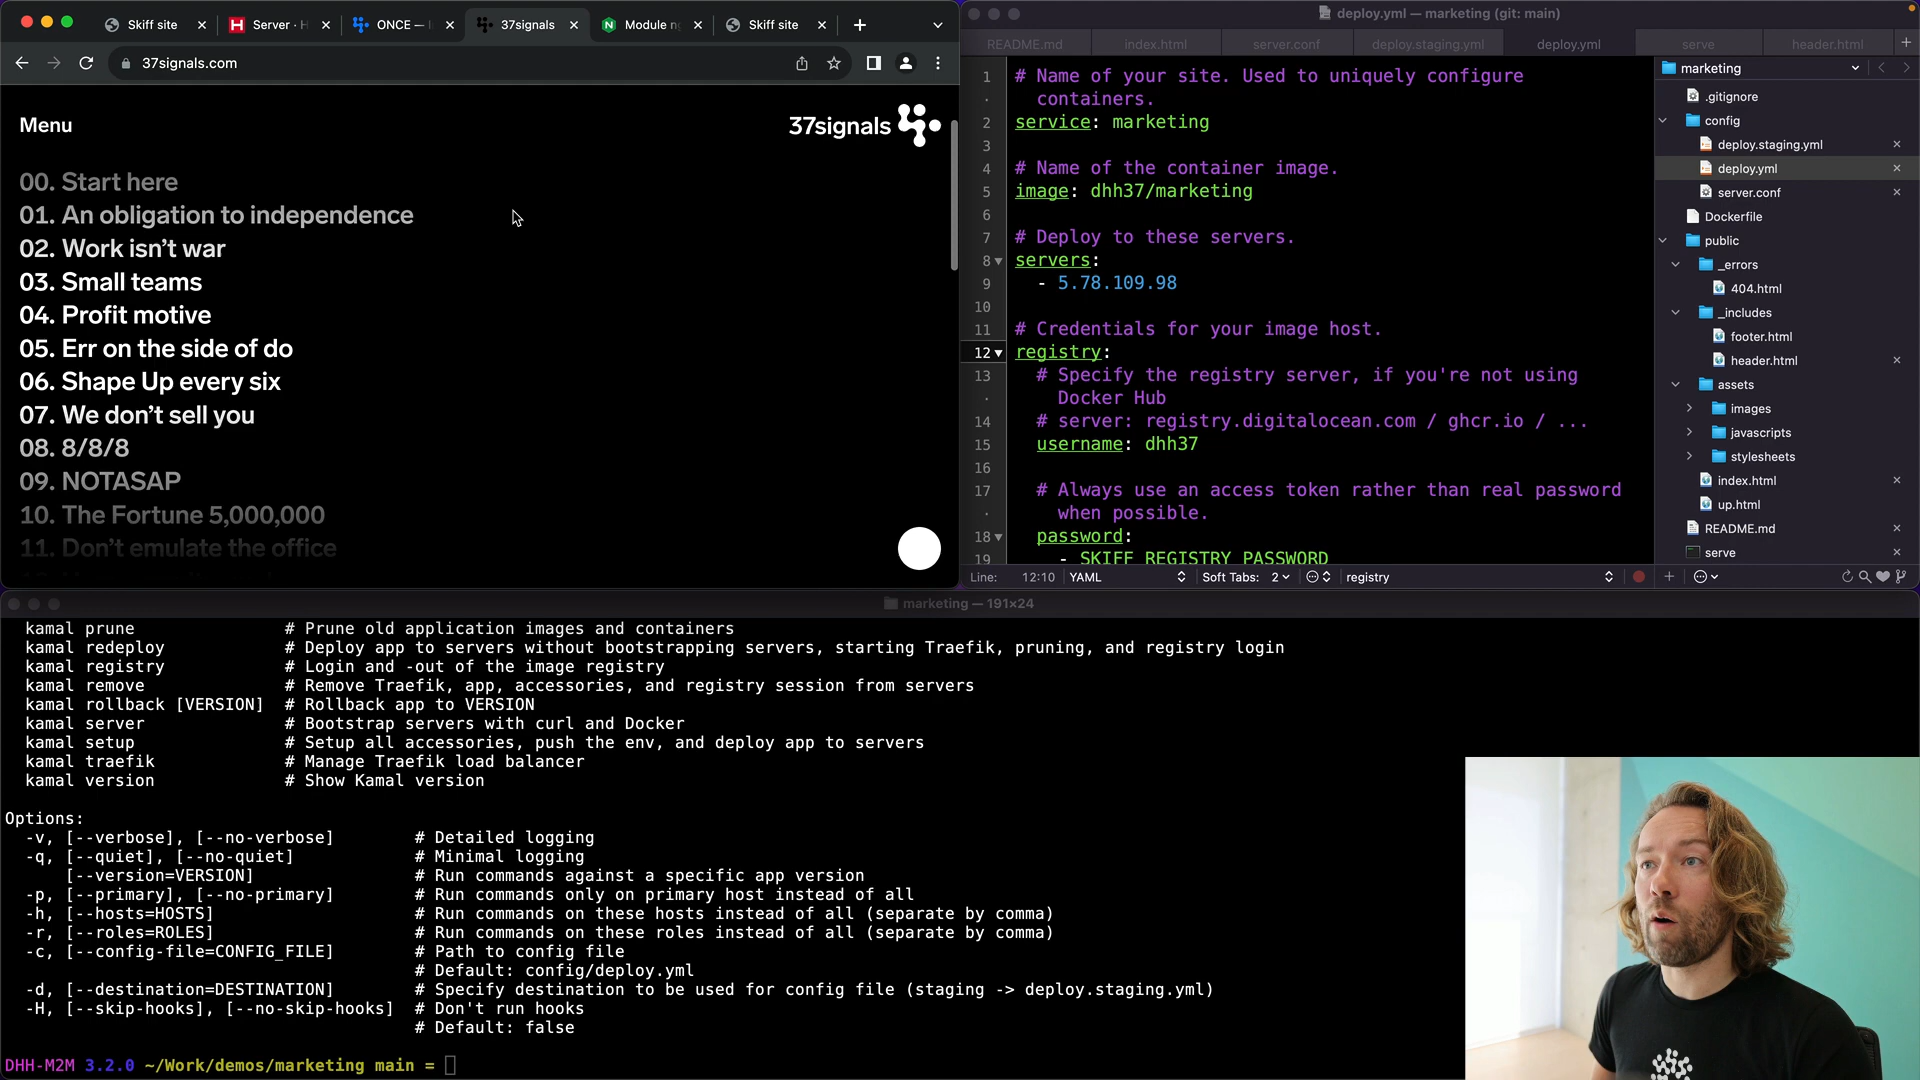 Skiff site
Server · H
ONCE —
37signals
Module n
Skiff site
37signals.com
Menu
37signals
00. Start here
01. An obligation to independence
02. Work isn’t war
03. Small teams
04. Profit motive
05. Err on the side of do
06. Shape Up every six
07. We don’t sell you
08. 8/8/8
09. NOTASAP
10. The Fortune 5,000,000
11. Don’t emulate the office
deploy.yml — marketing (git: main)
README.md
index.html
server.conf
deploy.staging.yml
deploy.yml
serve
header.html
1 # Name of your site. Used to uniquely configure
· containers.
2 service: marketing
3
4 # Name of the container image.
5 image: dhh37/marketing
6
7 # Deploy to these servers.
8 servers:
9 - 5.78.109.98
10
11 # Credentials for your image host.
12 registry:
13 # Specify the registry server, if you're not using
· Docker Hub
14 # server: registry.digitalocean.com / ghcr.io / ...
15 username: dhh37
16
17 # Always use an access token rather than real password
· when possible.
18 password:
19 - SKIFF_REGISTRY_PASSWORD
Line: 12:10 YAML Soft Tabs: 2 registry
marketing
.gitignore
config
deploy.staging.yml
deploy.yml
server.conf
Dockerfile
public
_errors
404.html
_includes
footer.html
header.html
assets
images
javascripts
stylesheets
index.html
up.html
README.md
serve
marketing — 191×24
kamal prune # Prune old application images and containers
kamal redeploy # Deploy app to servers without bootstrapping servers, starting Traefik, pruning, and registry login
kamal registry # Login and -out of the image registry
kamal remove # Remove Traefik, app, accessories, and registry session from servers
kamal rollback [VERSION] # Rollback app to VERSION
kamal server # Bootstrap servers with curl and Docker
kamal setup # Setup all accessories, push the env, and deploy app to servers
kamal traefik # Manage Traefik load balancer
kamal version # Show Kamal version
Options:
-v, [--verbose], [--no-verbose] # Detailed logging
-q, [--quiet], [--no-quiet] # Minimal logging
[--version=VERSION] # Run commands against a specific app version
-p, [--primary], [--no-primary] # Run commands only on primary host instead of all
-h, [--hosts=HOSTS] # Run commands on these hosts instead of all (separate by comma)
-r, [--roles=ROLES] # Run commands on these roles instead of all (separate by comma)
-c, [--config-file=CONFIG_FILE] # Path to config file
# Default: config/deploy.yml
-d, [--destination=DESTINATION] # Specify destination to be used for config file (staging -> deploy.staging.yml)
-H, [--skip-hooks], [--no-skip-hooks] # Don't run hooks
# Default: false
DHH-M2M 3.2.0 ~/Work/demos/marketing main =